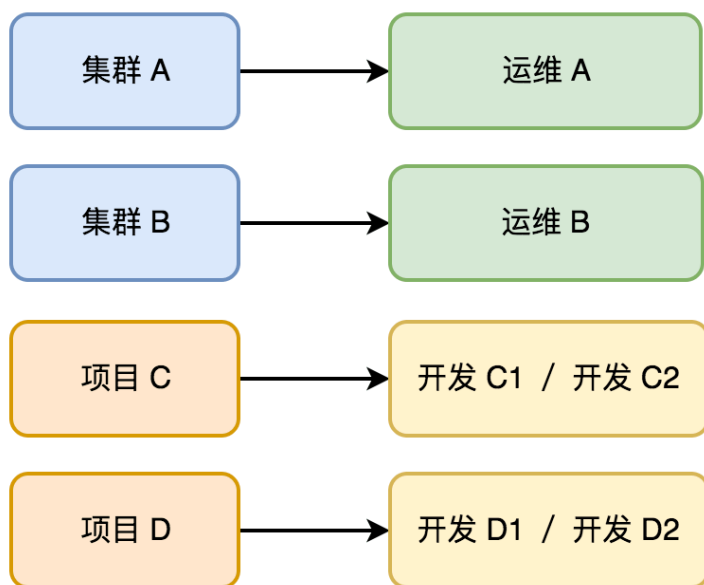 集群 A
运维 A
集群 B
运维 B
项目 C
开发 C1 / 开发 C2
项目 D
开发 D1 / 开发 D2